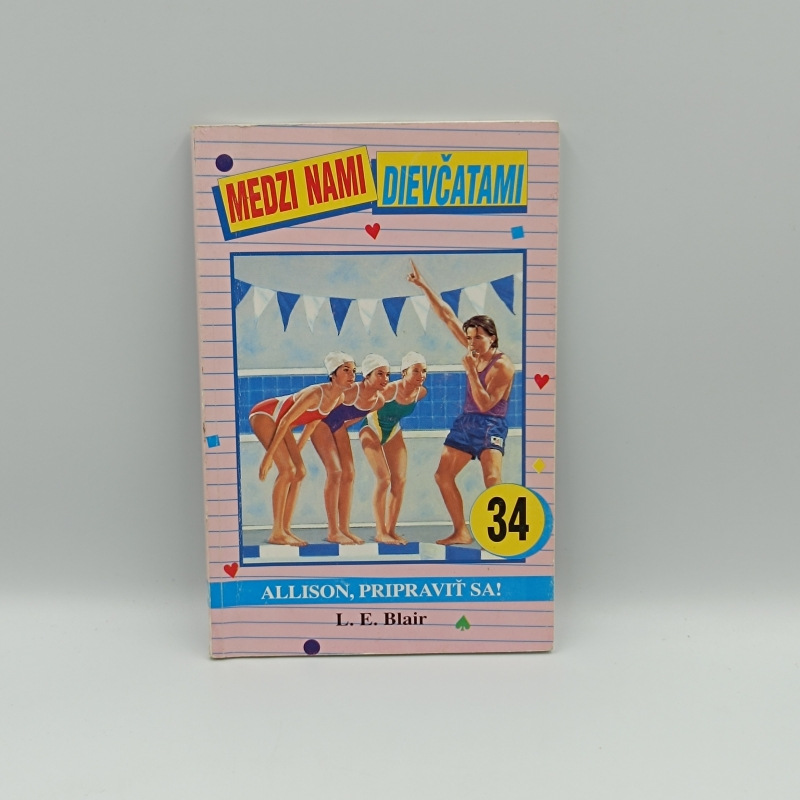 MEDZI NAMI DIEVČATAMI
34
ALLISON, PRIPRAVIŤ SA!
L. E. Blair